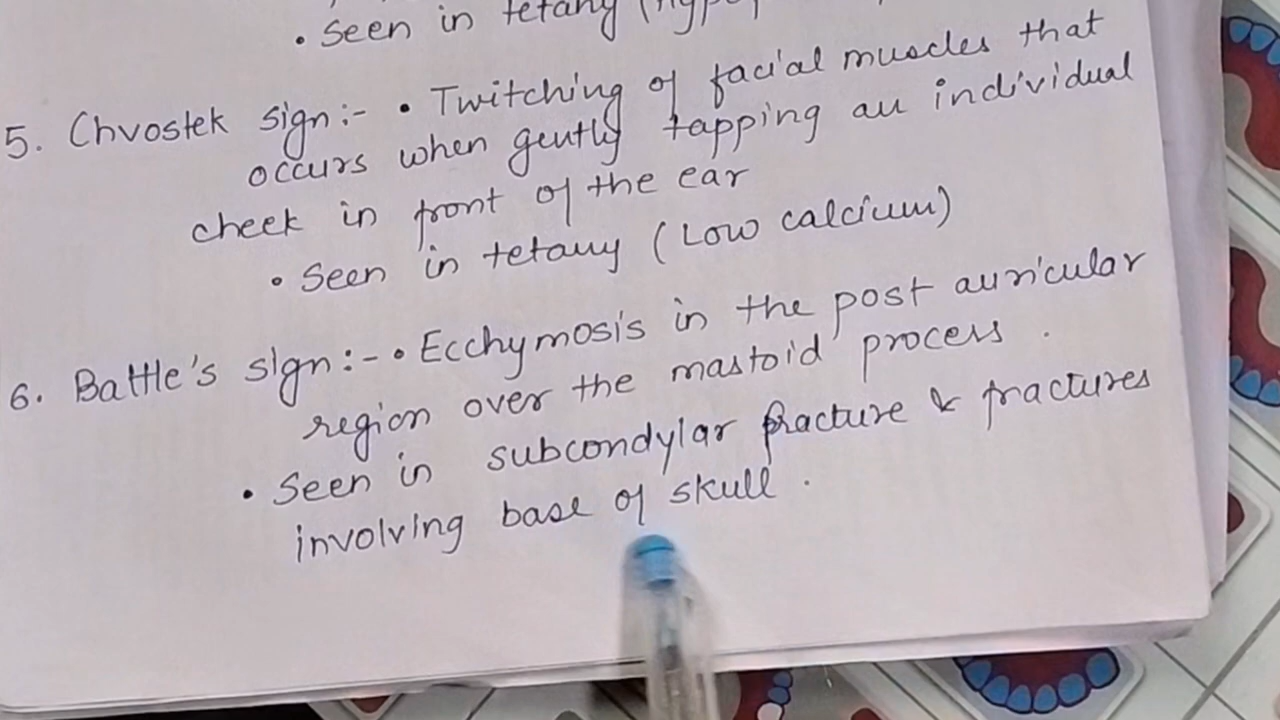 • Seen in tetany
5. Chvostek sign:- • Twitching of facial muscles that
occurs when gently tapping an individual
cheek in front of the ear
• Seen in tetany (Low calcium)
6. Battle's sign:- • Ecchymosis in the post auricular
region over the mastoid process.
• Seen in subcondylar fracture & fractures
involving base of skull.